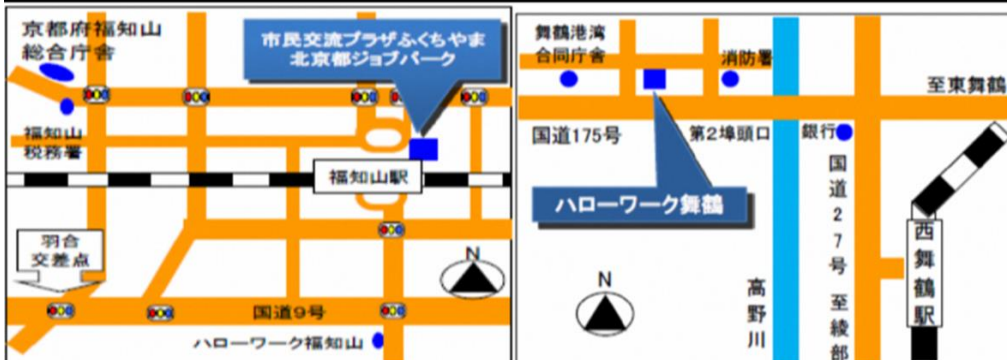 京都府福知山
総合庁舎
市民交流プラザふくちやま
北京都ジョブパーク
福知山
税務署
福知山駅
羽合
交差点
N
国道9号
ハローワーク福知山
舞鶴港湾
合同庁舎
消防署
至東舞鶴
国道175号
第2埠頭口
銀行
ハローワーク舞鶴
国道27号 至綾部
西舞鶴駅
高野川
N